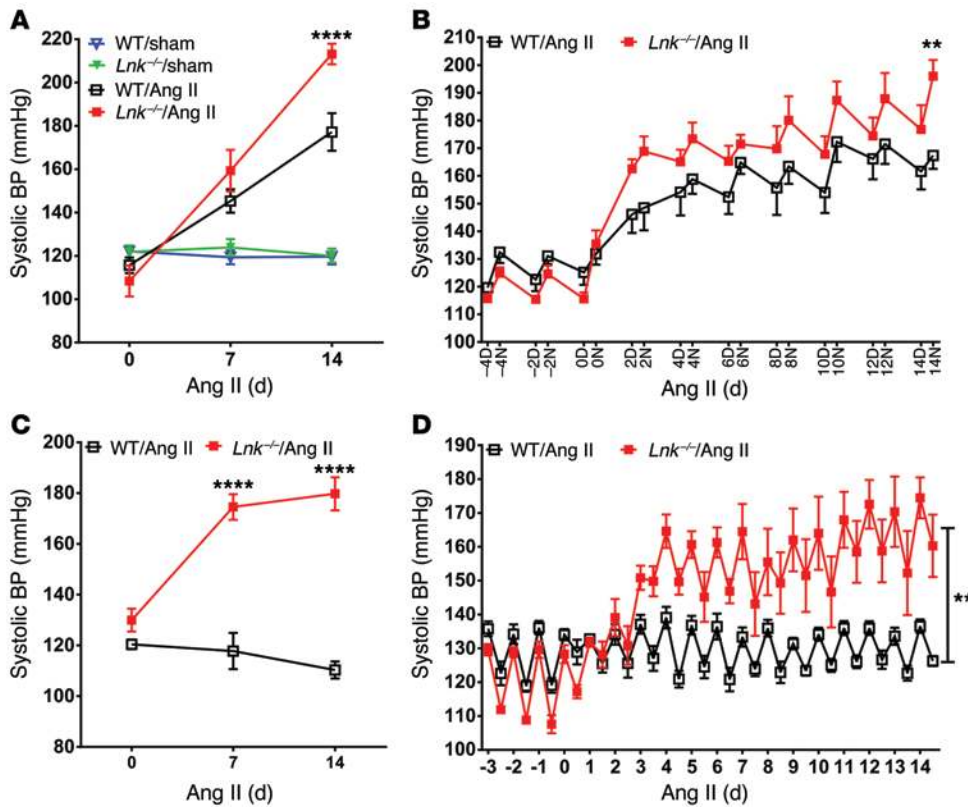 A
220
200
180
160
140
120
100
80
Systolic BP (mmHg)
WT/sham
Lnk–/–/sham
WT/Ang II
Lnk–/–/Ang II
****
0 7 14
Ang II (d)
B
WT/Ang II Lnk–/–/Ang II
210
200
190
180
170
160
150
140
130
120
110
100
Systolic BP (mmHg)
**
–4D –4N –2D –2N 0D 0N 2D 2N 4D 4N 6D 6N 8D 8N 10D 10N 12D 12N 14D 14N
Ang II (d)
C
WT/Ang II Lnk–/–/Ang II
200
180
160
140
120
100
80
Systolic BP (mmHg)
**** ****
0 7 14
Ang II (d)
D
WT/Ang II Lnk–/–/Ang II
190
180
170
160
150
140
130
120
110
100
Systolic BP (mmHg)
**
-3 -2 -1 0 1 2 3 4 5 6 7 8 9 10 11 12 13 14
Ang II (d)